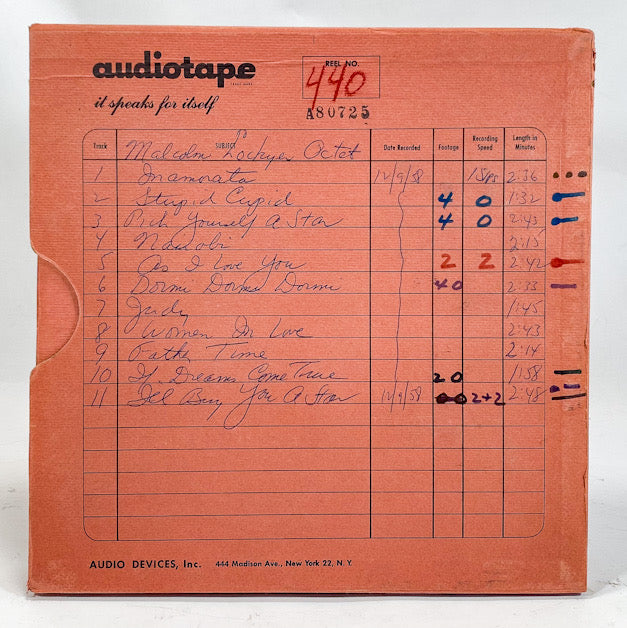 audiotape
TRADE MARK
it speaks for itself
REEL NO.
440
A80725
Track SUBJECT Date Recorded Footage Recording Speed Length in Minutes
Malcolm Lockyer Octet
1 Inamorata 12/9/58 15ips 2:36
2 Stupid Cupid 4 0 1:32
3 Pick Yourself A Star 4 0 2:43
4 Nairobi 2:15
5 As I Love You 2 2 2:42
6 Dormi Dormi Dormi 40 2:33
7 Judy 1:45
8 Women In Love 2:43
9 Father Time 2:14
10 If Dreams Come True 20 1:58
11 I'll Buy You A Star 12/9/58 2+2 2:48
AUDIO DEVICES, Inc. 444 Madison Ave., New York 22, N. Y.